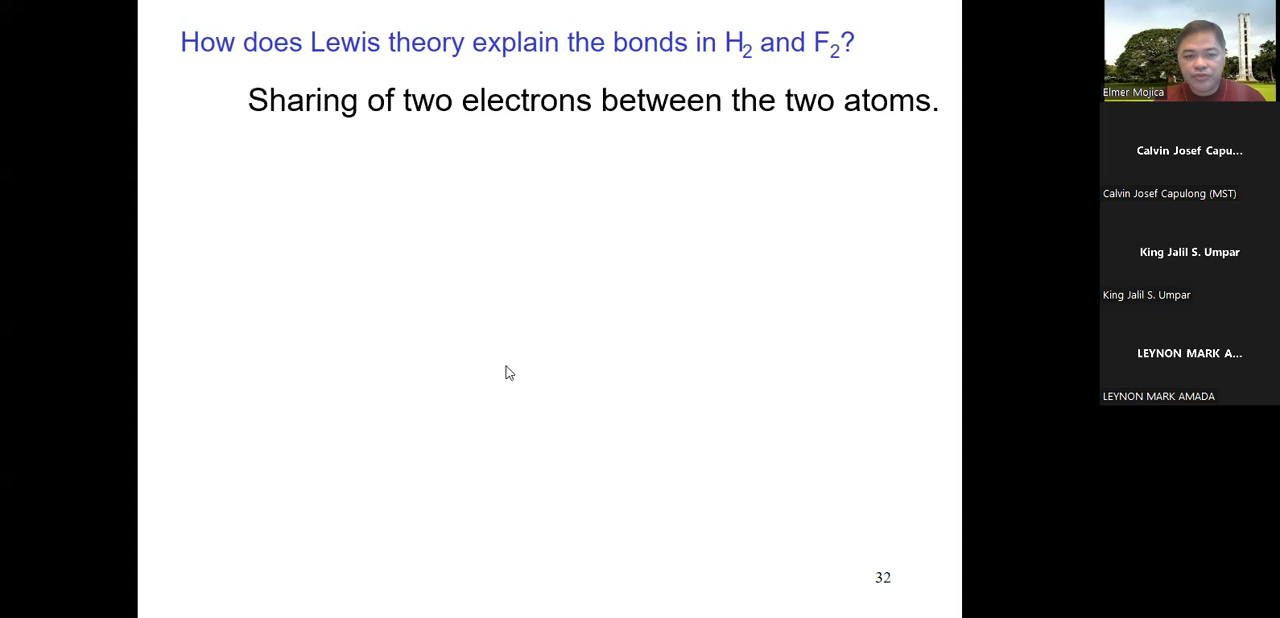 How does Lewis theory explain the bonds in H₂ and F₂?
Sharing of two electrons between the two atoms.
32
Elmer Mojica
Calvin Josef Capu...
Calvin Josef Capulong (MST)
King Jalil S. Umpar
King Jalil S. Umpar
LEYNON MARK A...
LEYNON MARK AMADA